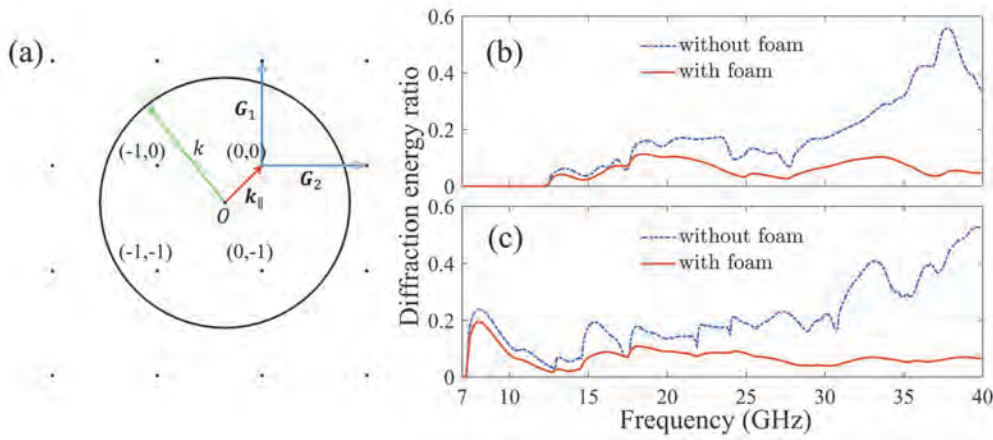 (a)
G₁
k
(-1,0)
(0,0)
G₂
k∥
O
(-1,-1)
(0,-1)
Diffraction energy ratio
(b)
without foam
with foam
0.6
0.4
0.2
0
(c)
without foam
with foam
0.6
0.4
0.2
0
7 10 15 20 25 30 35 40
Frequency (GHz)